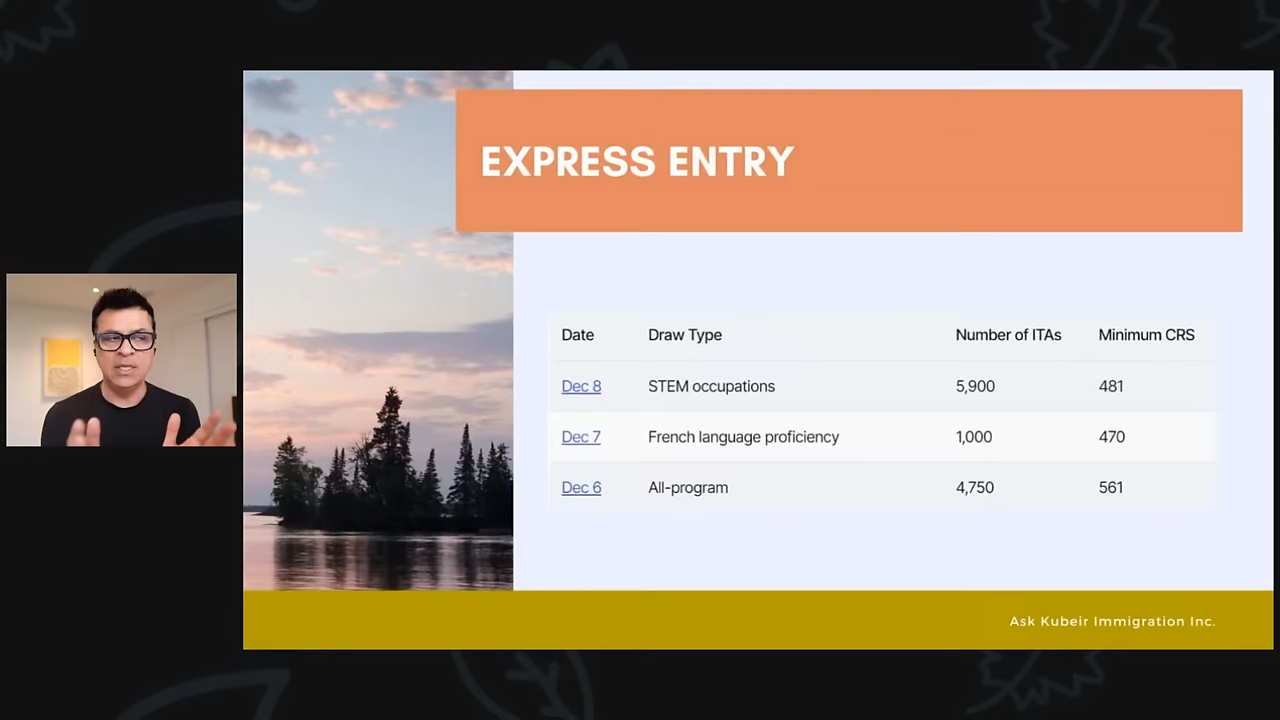 EXPRESS ENTRY
Date Draw Type Number of ITAs Minimum CRS
Dec 8 STEM occupations 5,900 481
Dec 7 French language proficiency 1,000 470
Dec 6 All-program 4,750 561
Ask Kubeir Immigration Inc.